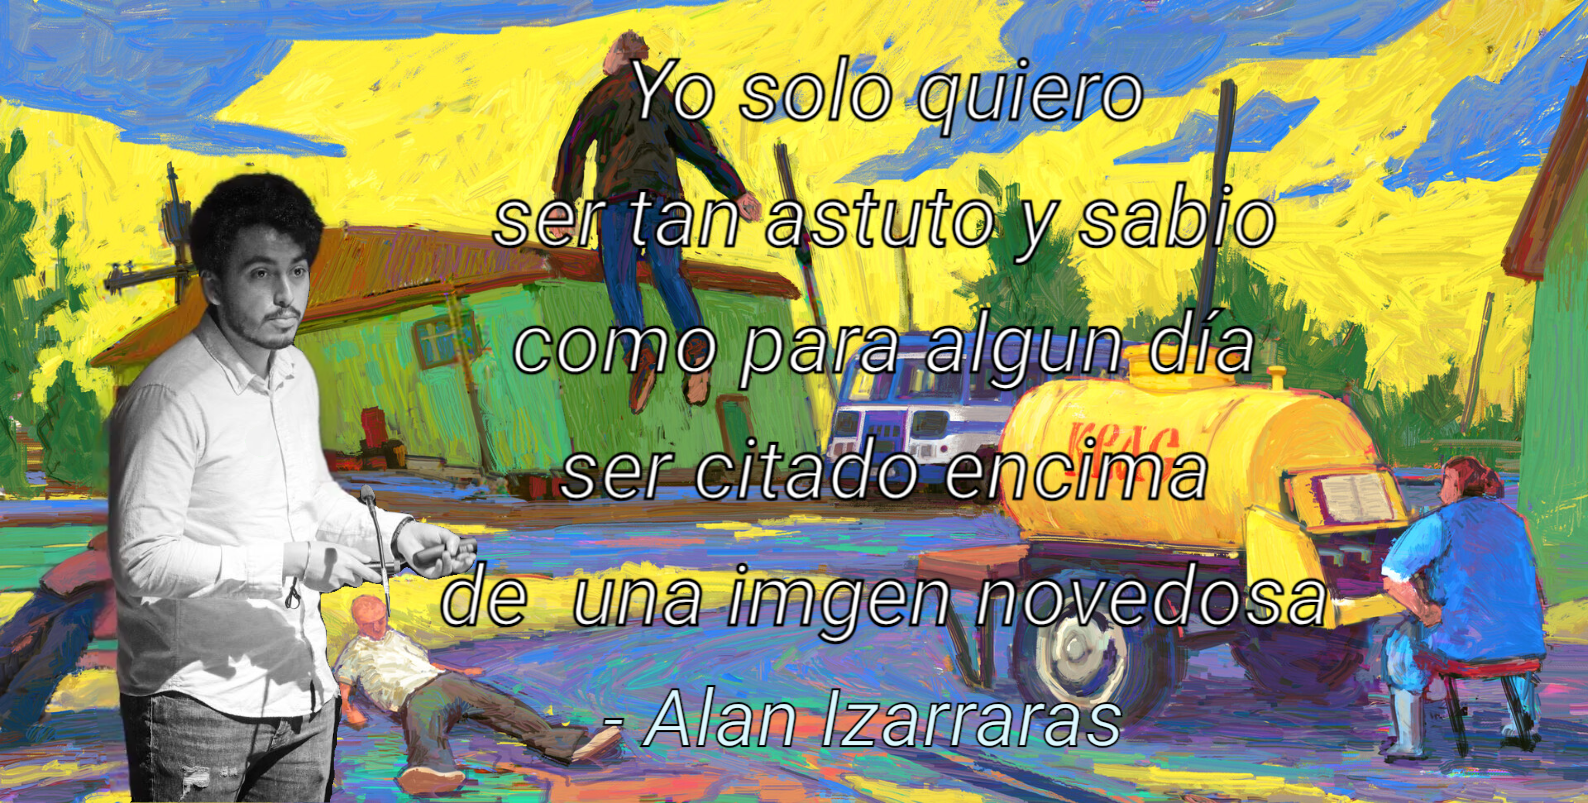 Yo solo quiero
ser tan astuto y sabio
como para algun día
ser citado encima
de una imgen novedosa
- Alan Izarraras